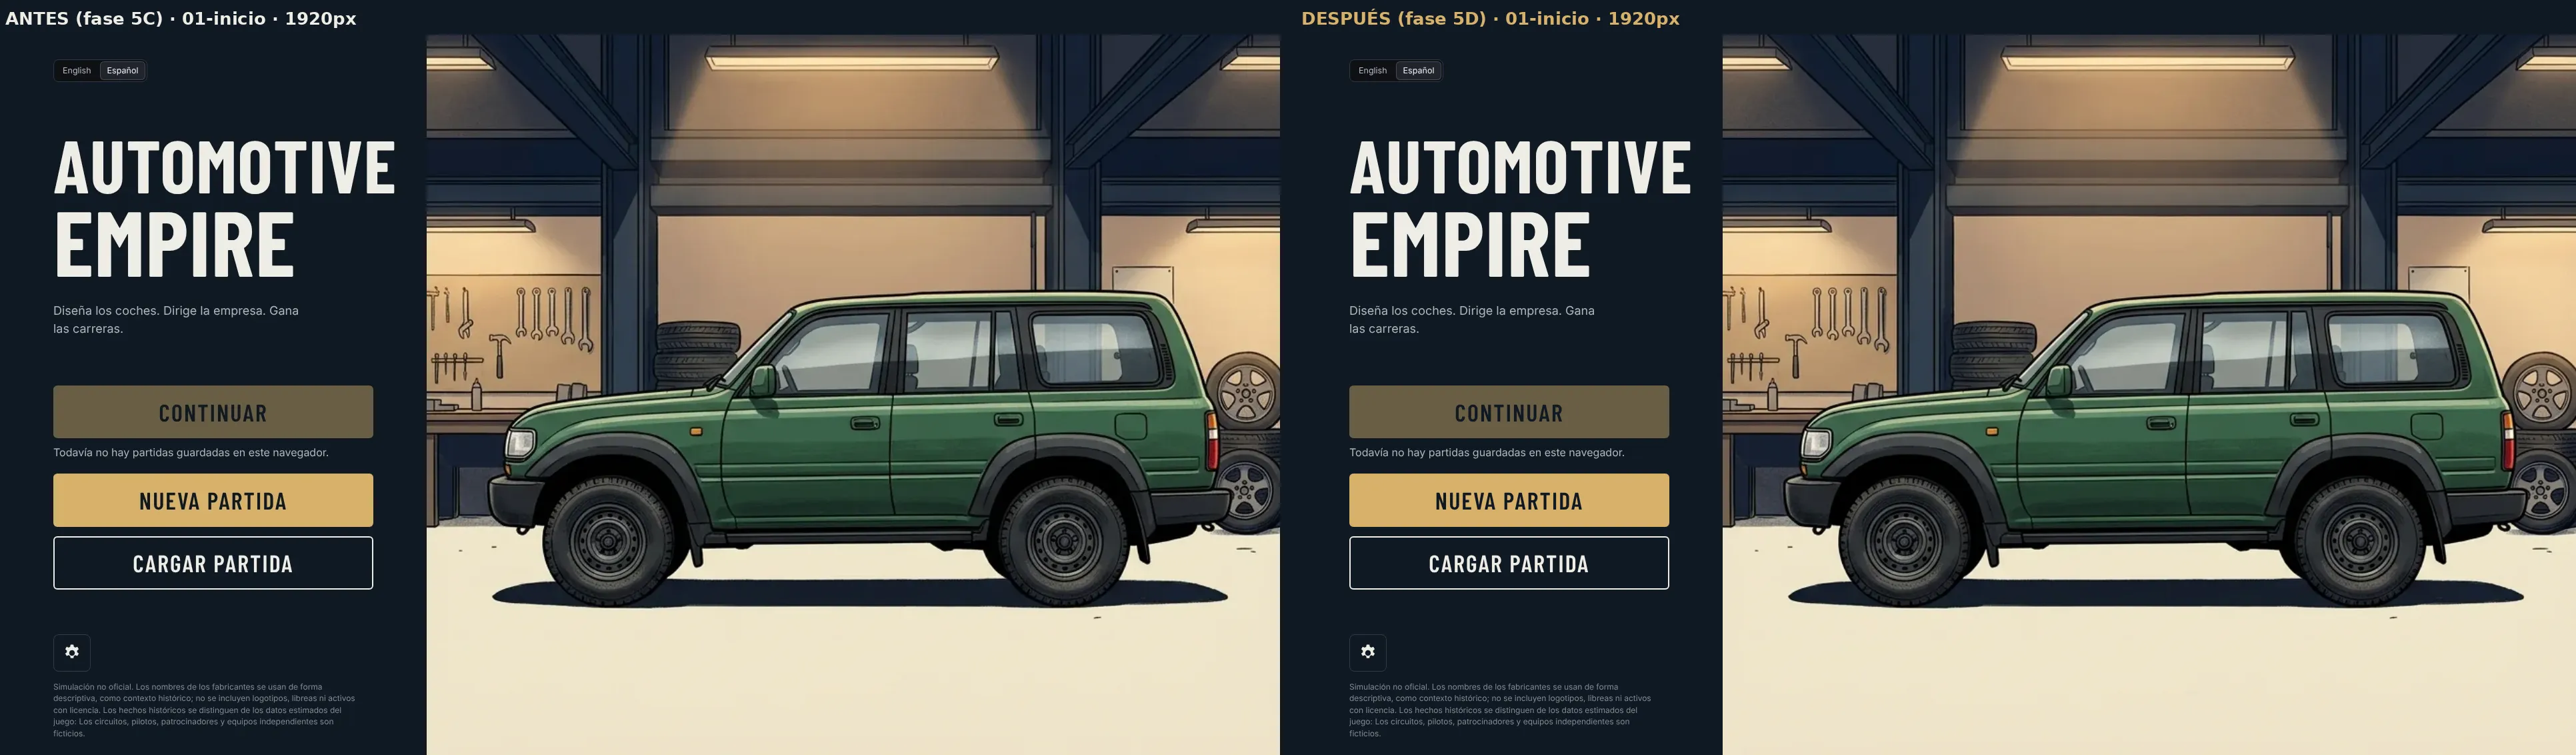 ANTES (fase 5C) · 01-inicio · 1920px
English Español
AUTOMOTIVE
EMPIRE
Diseña los coches. Dirige la empresa. Gana
las carreras.
CONTINUAR
Todavía no hay partidas guardadas en este navegador.
NUEVA PARTIDA
CARGAR PARTIDA
Simulación no oficial. Los nombres de los fabricantes se usan de forma
descriptiva, como contexto histórico; no se incluyen logotipos, libreas ni activos
con licencia. Los hechos históricos se distinguen de los datos estimados del
juego: Los circuitos, pilotos, patrocinadores y equipos independientes son
ficticios.
DESPUÉS (fase 5D) · 01-inicio · 1920px
English Español
AUTOMOTIVE
EMPIRE
Diseña los coches. Dirige la empresa. Gana
las carreras.
CONTINUAR
Todavía no hay partidas guardadas en este navegador.
NUEVA PARTIDA
CARGAR PARTIDA
Simulación no oficial. Los nombres de los fabricantes se usan de forma
descriptiva, como contexto histórico; no se incluyen logotipos, libreas ni activos
con licencia. Los hechos históricos se distinguen de los datos estimados del
juego: Los circuitos, pilotos, patrocinadores y equipos independientes son
ficticios.